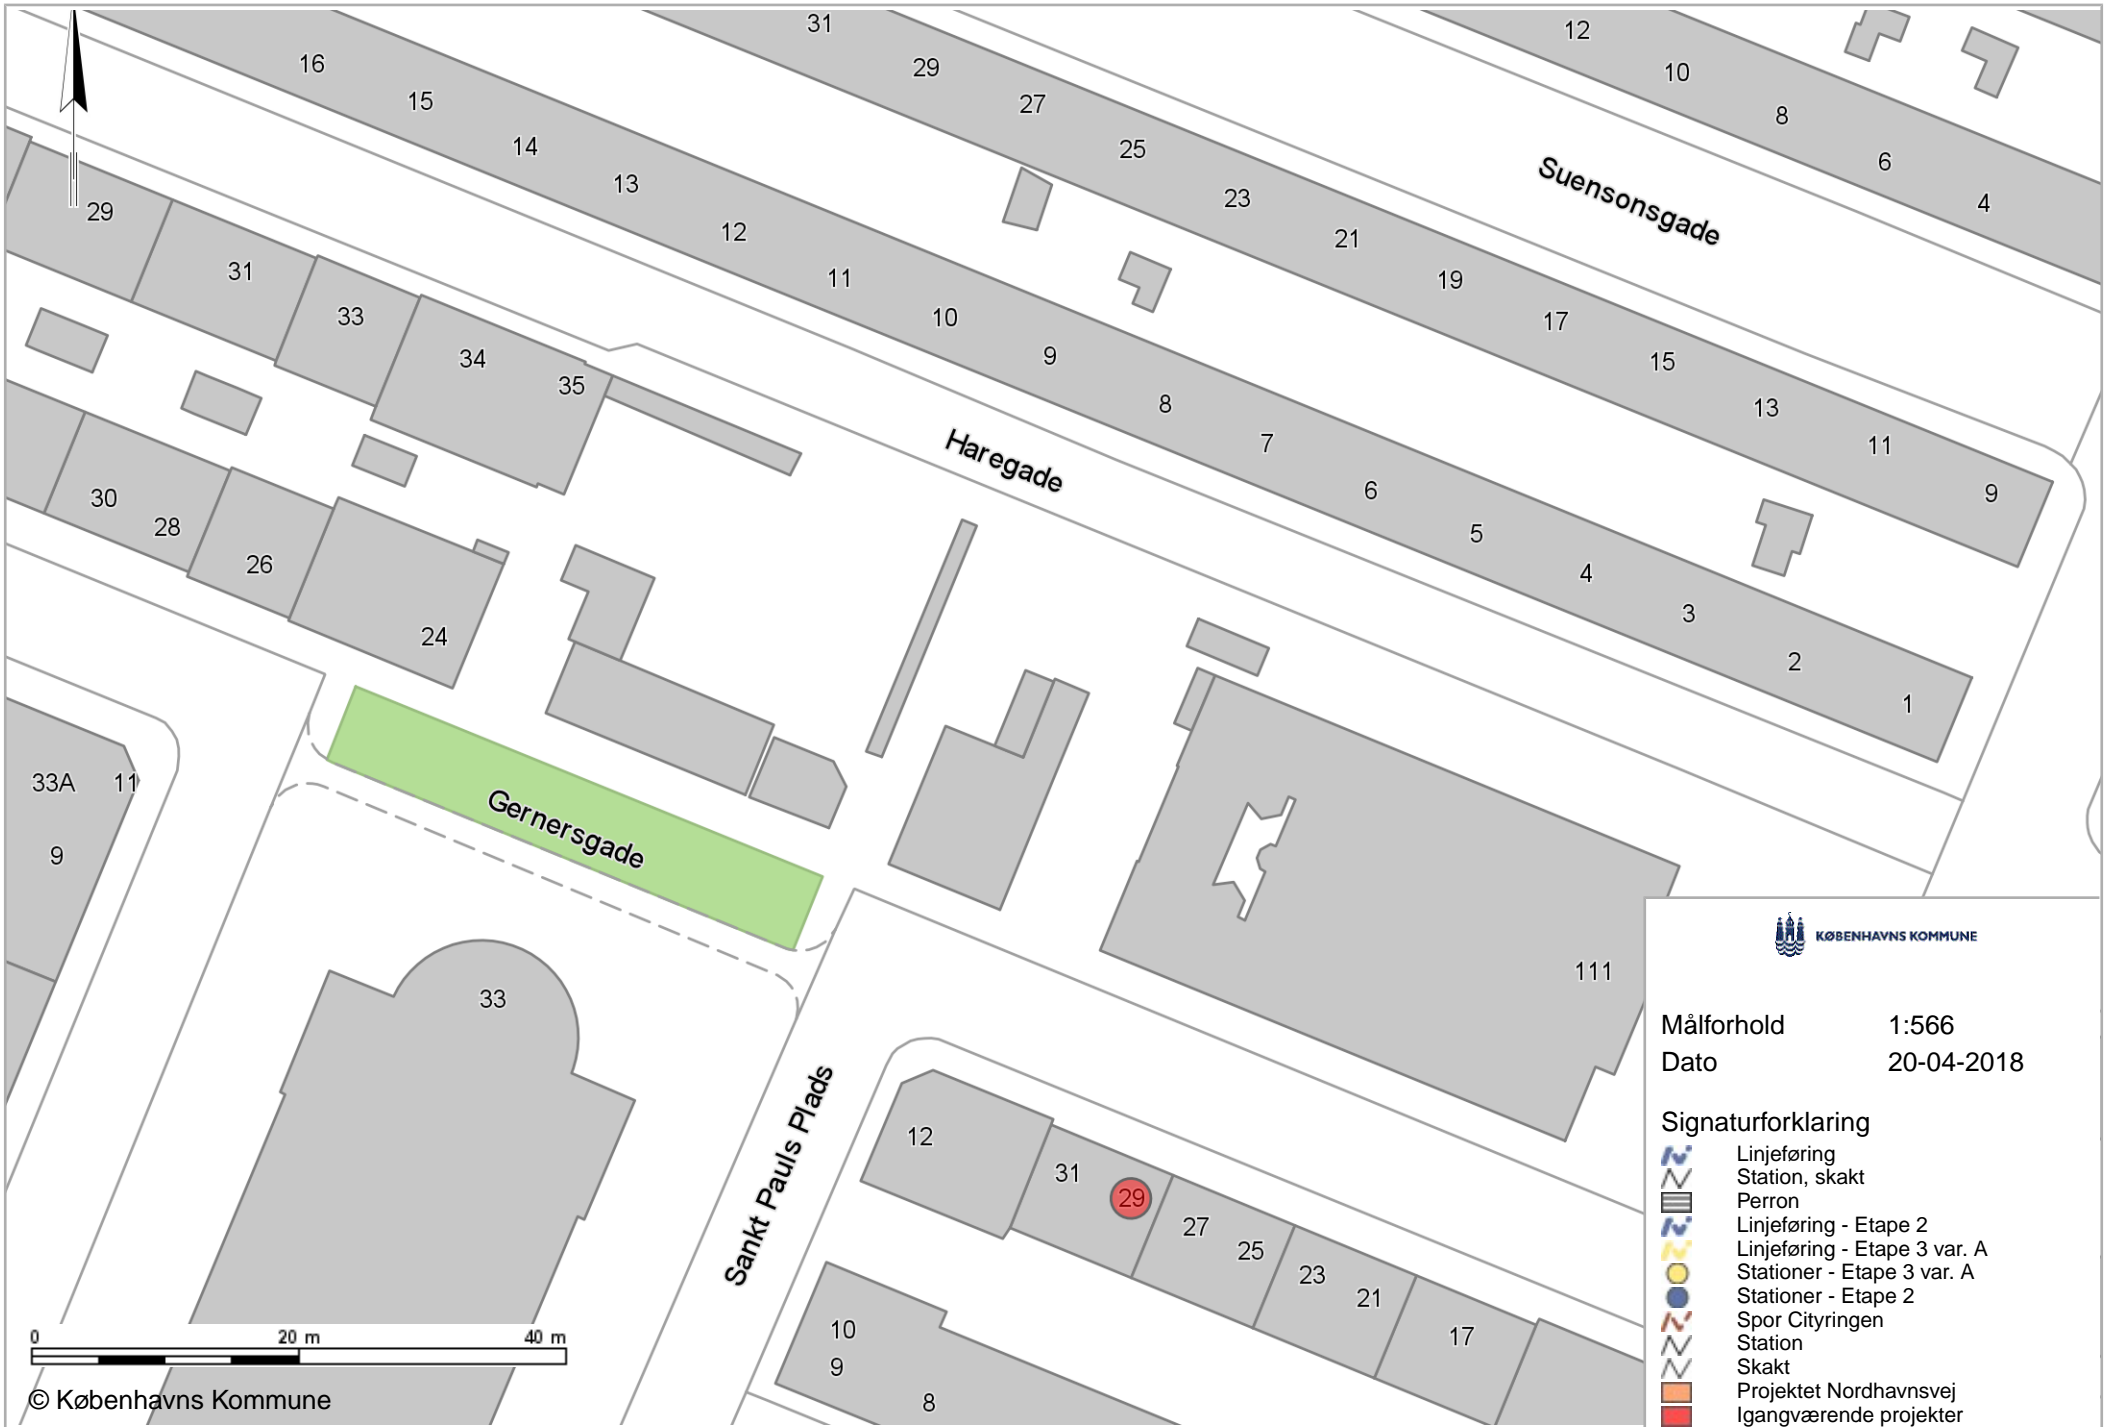 31
12
29
10
16
27
15
8
14
25
6
13
23
4
Suensonsgade
12
21
29
11
19
31
10
17
33
9
15
34
35
8
13
7
11
Haregade
6
9
30
28
5
26
4
24
3
2
1
33A
11
9
Gernersgade
33
111
12
31
29
27
25
23
21
17
Sankt Pauls Plads
10
9
8
KØBENHAVNS KOMMUNE
Målforhold 1:566
Dato 20-04-2018
Signaturforklaring
Linjeføring
Station, skakt
Perron
Linjeføring - Etape 2
Linjeføring - Etape 3 var. A
Stationer - Etape 3 var. A
Stationer - Etape 2
Spor Cityringen
Station
Skakt
Projektet Nordhavnsvej
Igangværende projekter
0 20 m 40 m
© Københavns Kommune